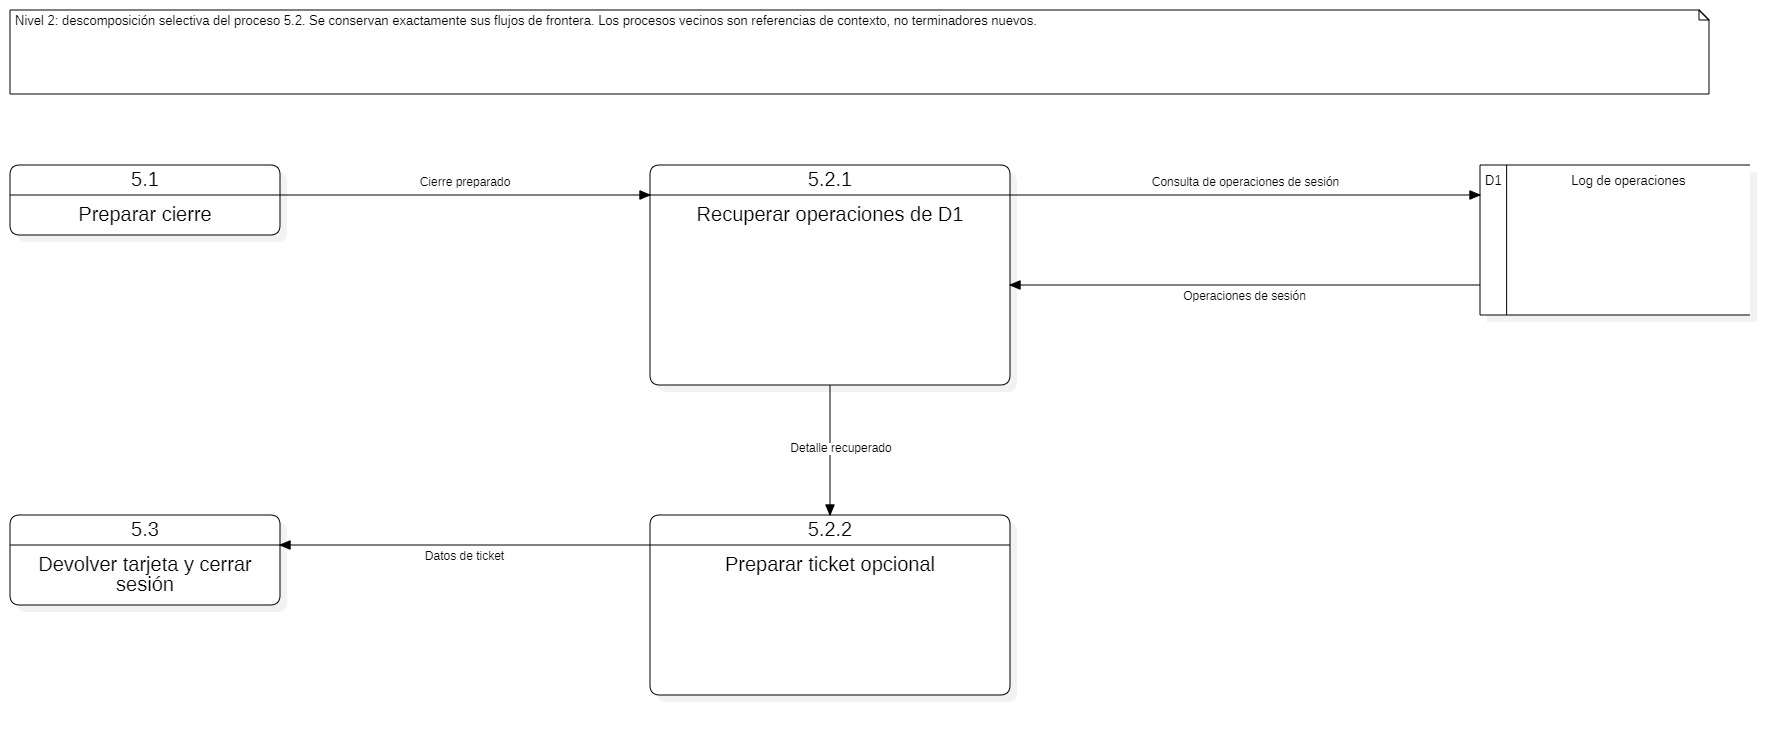 Nivel 2: descomposición selectiva del proceso 5.2. Se conservan exactamente sus flujos de frontera. Los procesos vecinos son referencias de contexto, no terminadores nuevos.
5.1
Preparar cierre
Cierre preparado
5.2.1
Recuperar operaciones de D1
Consulta de operaciones de sesión
D1
Log de operaciones
Operaciones de sesión
Detalle recuperado
5.3
Devolver tarjeta y cerrar
sesión
Datos de ticket
5.2.2
Preparar ticket opcional